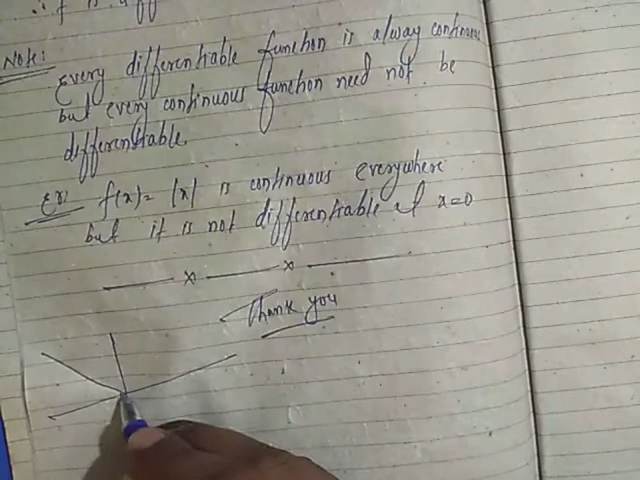 Note:
Every differentiable function is alway continuous
but every continuous function need not be
differentiable
Ex: f(x)= |x| is continuous everywhere
but it is not differentiable at x=0
Thank you